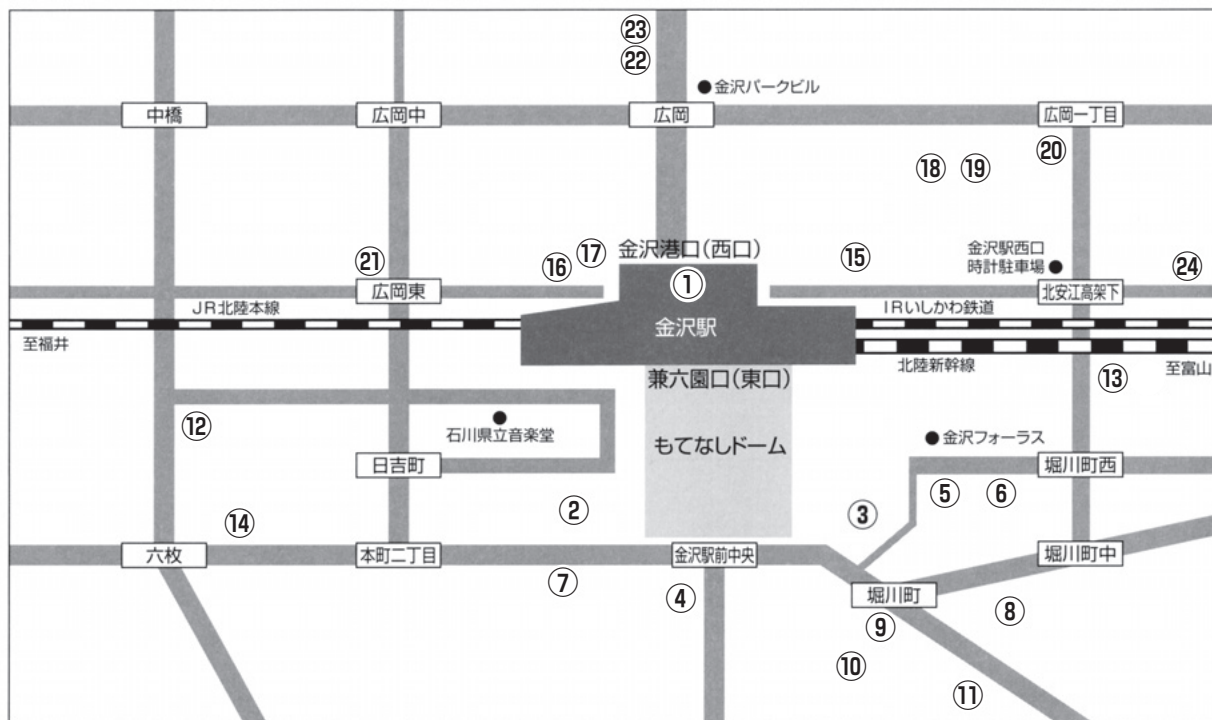 ㉓
㉒
金沢パークビル
中橋
広岡中
広岡
広岡一丁目
⑳
⑱
⑲
金沢港口(西口)
⑰
⑯
⑮
金沢駅西口
時計駐車場
㉑
①
㉔
広岡東
北安江高架下
JR北陸本線
IRいしかわ鉄道
金沢駅
至福井
北陸新幹線
至富山
⑬
兼六園口(東口)
⑫
石川県立音楽堂
もてなしドーム
金沢フォーラス
日吉町
堀川町西
⑤
⑥
②
③
⑭
六枚
本町二丁目
金沢駅前中央
堀川町中
⑦
④
堀川町
⑧
⑨
⑩
⑪